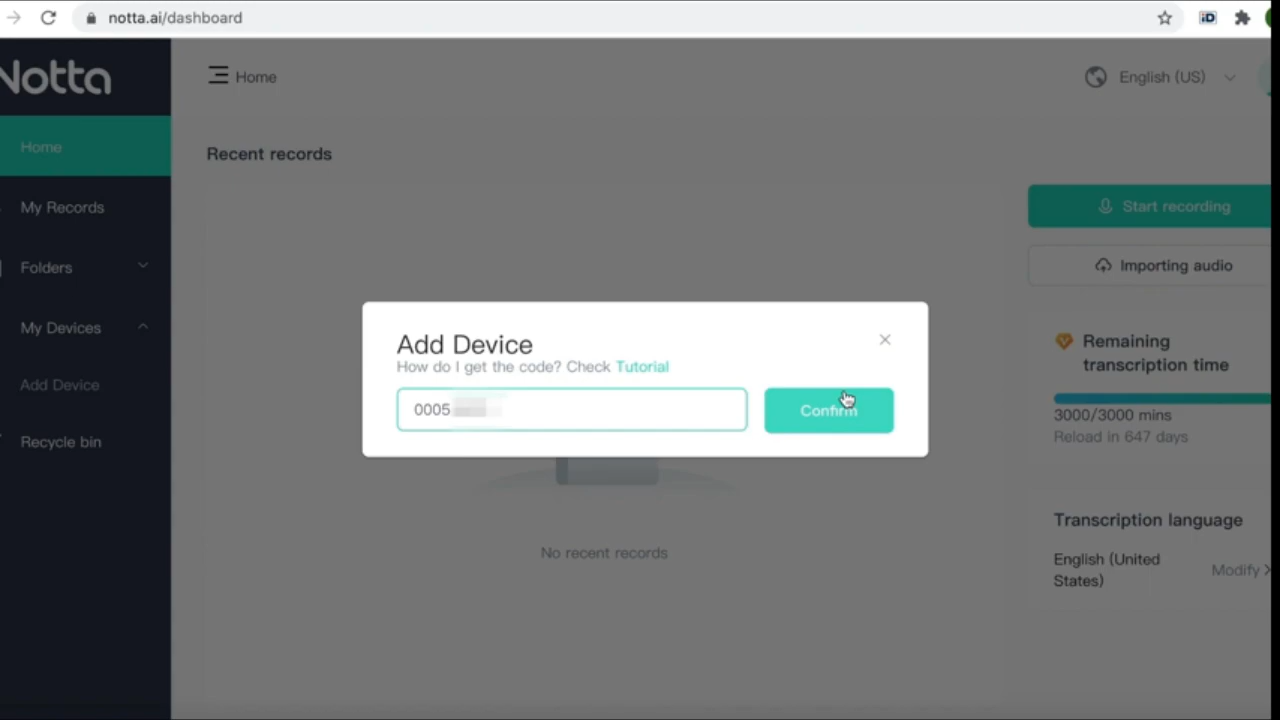 notta.ai/dashboard
iD
Notta
Home
English (US)
Home
My Records
Folders
My Devices
Add Device
Recycle bin
Recent records
No recent records
Start recording
Importing audio
Remaining
transcription time
3000/3000 mins
Reload in 647 days
Transcription language
English (United
States)
Modify
Add Device
How do I get the code? Check Tutorial
0005
Confirm